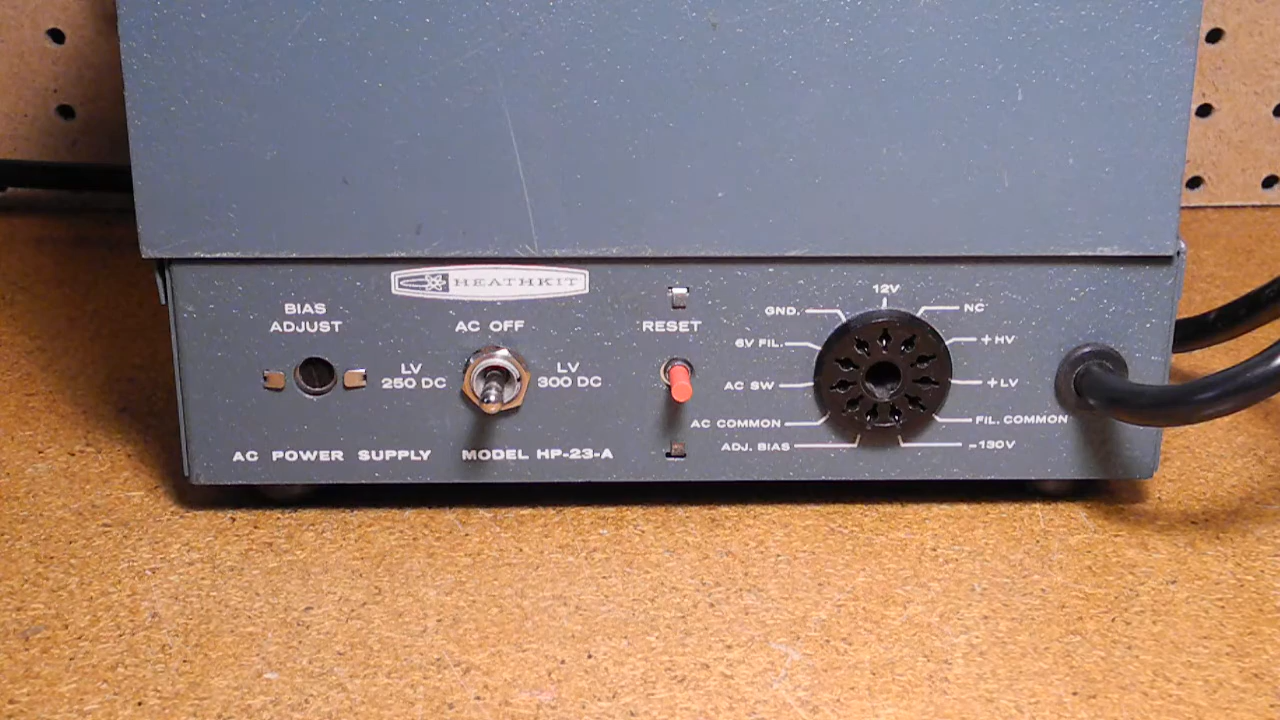 HEATHKIT
BIAS
ADJUST
AC OFF
LV
250 DC
LV
300 DC
RESET
12V
GND.
NC
6V FIL.
+HV
AC SW
+LV
AC COMMON
FIL. COMMON
ADJ. BIAS
-130V
AC POWER SUPPLY
MODEL HP-23-A